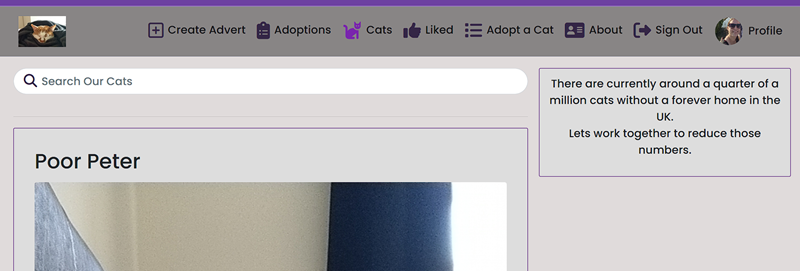 Create Advert Adoptions Cats Liked Adopt a Cat About Sign Out Profile
Search Our Cats
There are currently around a quarter of a
million cats without a forever home in the
UK.
Lets work together to reduce those
numbers.
Poor Peter